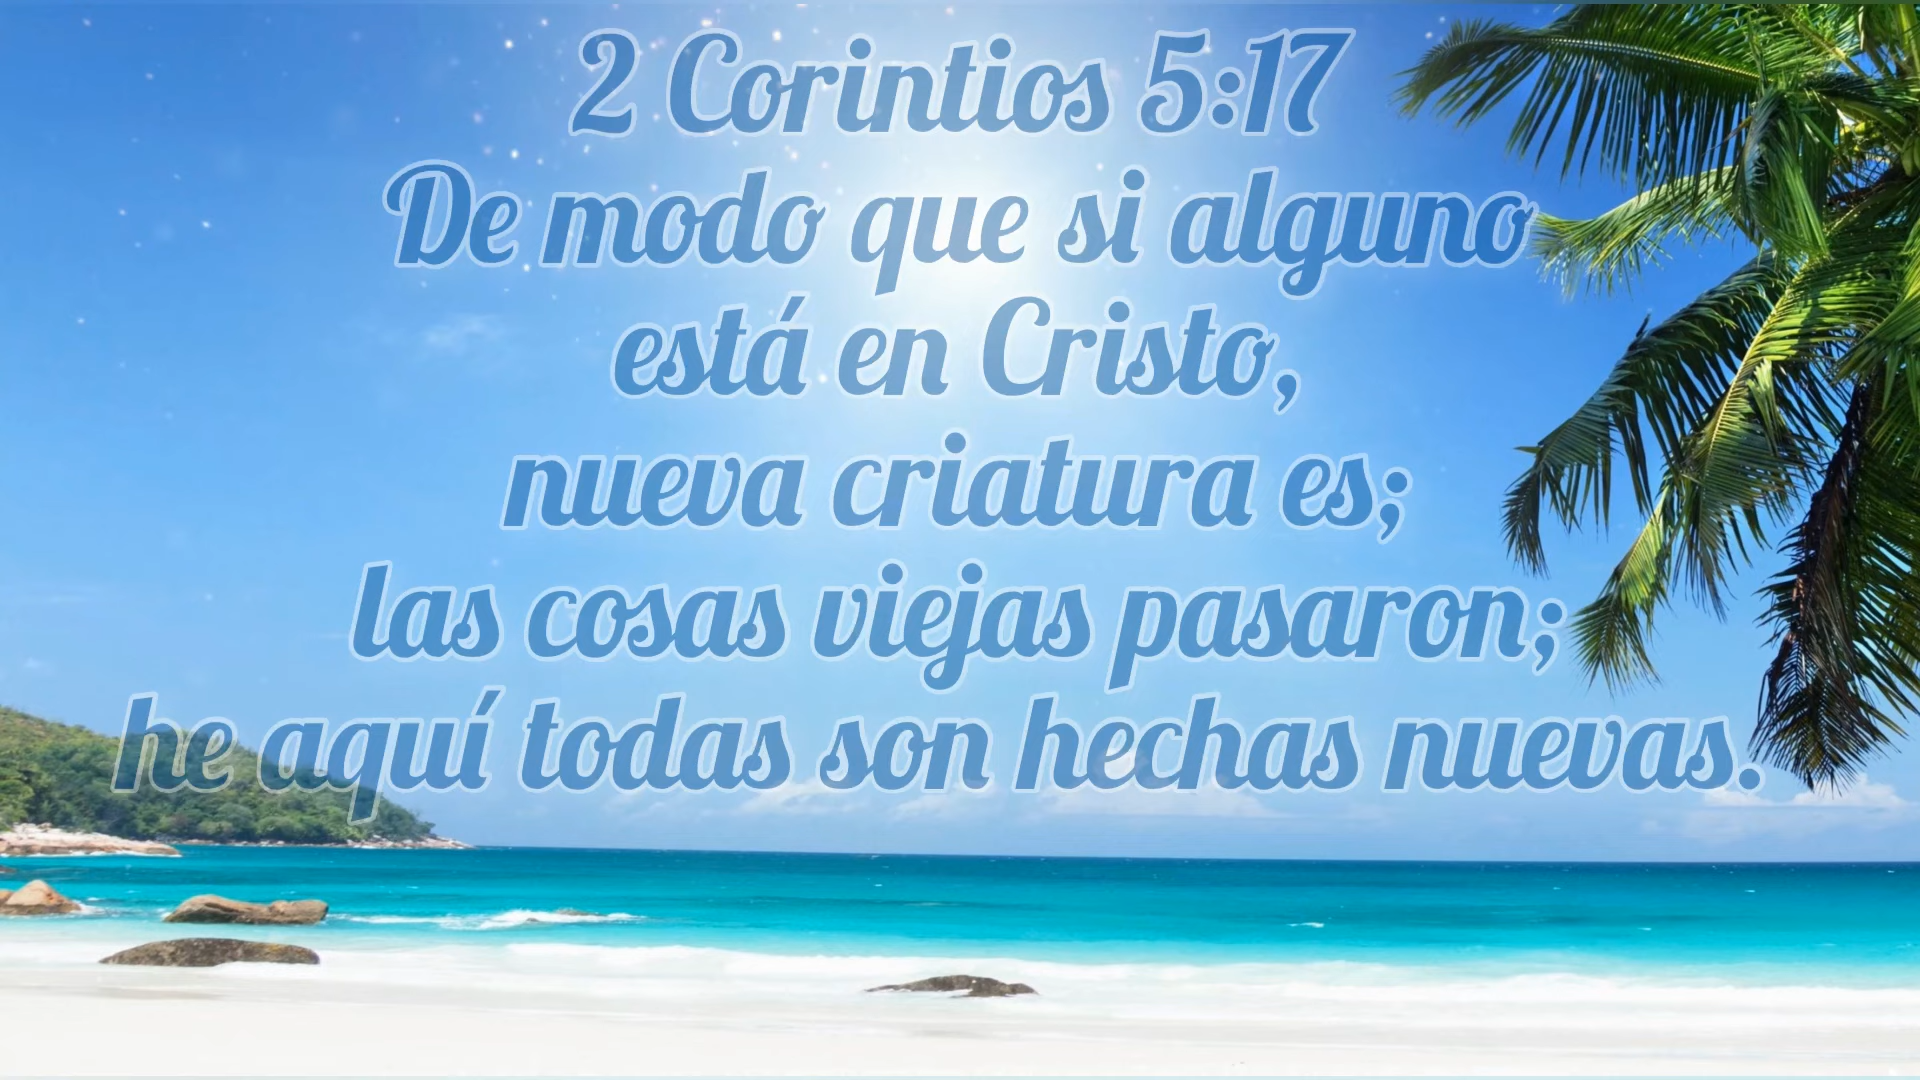 2 Corintios 5:17
De modo que si alguno
está en Cristo,
nueva criatura es;
las cosas viejas pasaron;
he aquí todas son hechas nuevas.